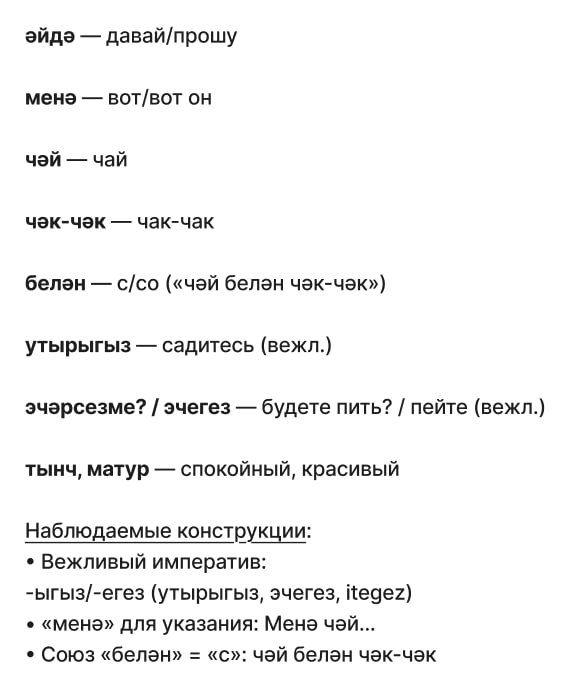 әйдә — давай/прошу
менә — вот/вот он
чәй — чай
чәк-чәк — чак-чак
белән — с/со («чәй белән чәк-чәк»)
утырыгыз — садитесь (вежл.)
эчәрсезме? / эчегез — будете пить? / пейте (вежл.)
тынч, матур — спокойный, красивый
Наблюдаемые конструкции:
• Вежливый императив:
-ыгыз/-егез (утырыгыз, эчегез, itegez)
• «менә» для указания: Менә чәй...
• Союз «белән» = «с»: чәй белән чәк-чәк